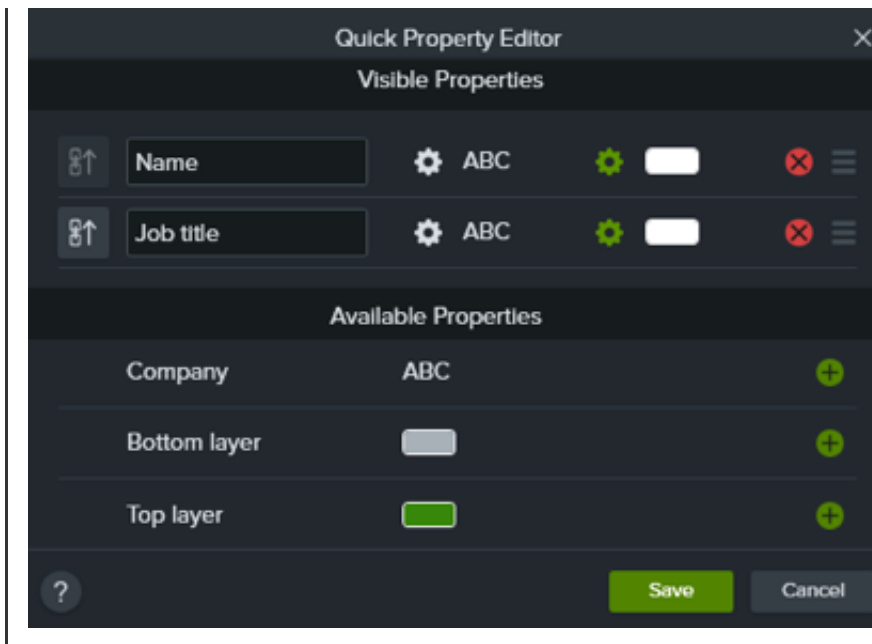 Quick Property Editor
Visible Properties
Name ABC
Job title ABC
Available Properties
Company ABC
Bottom layer
Top layer
? Save Cancel